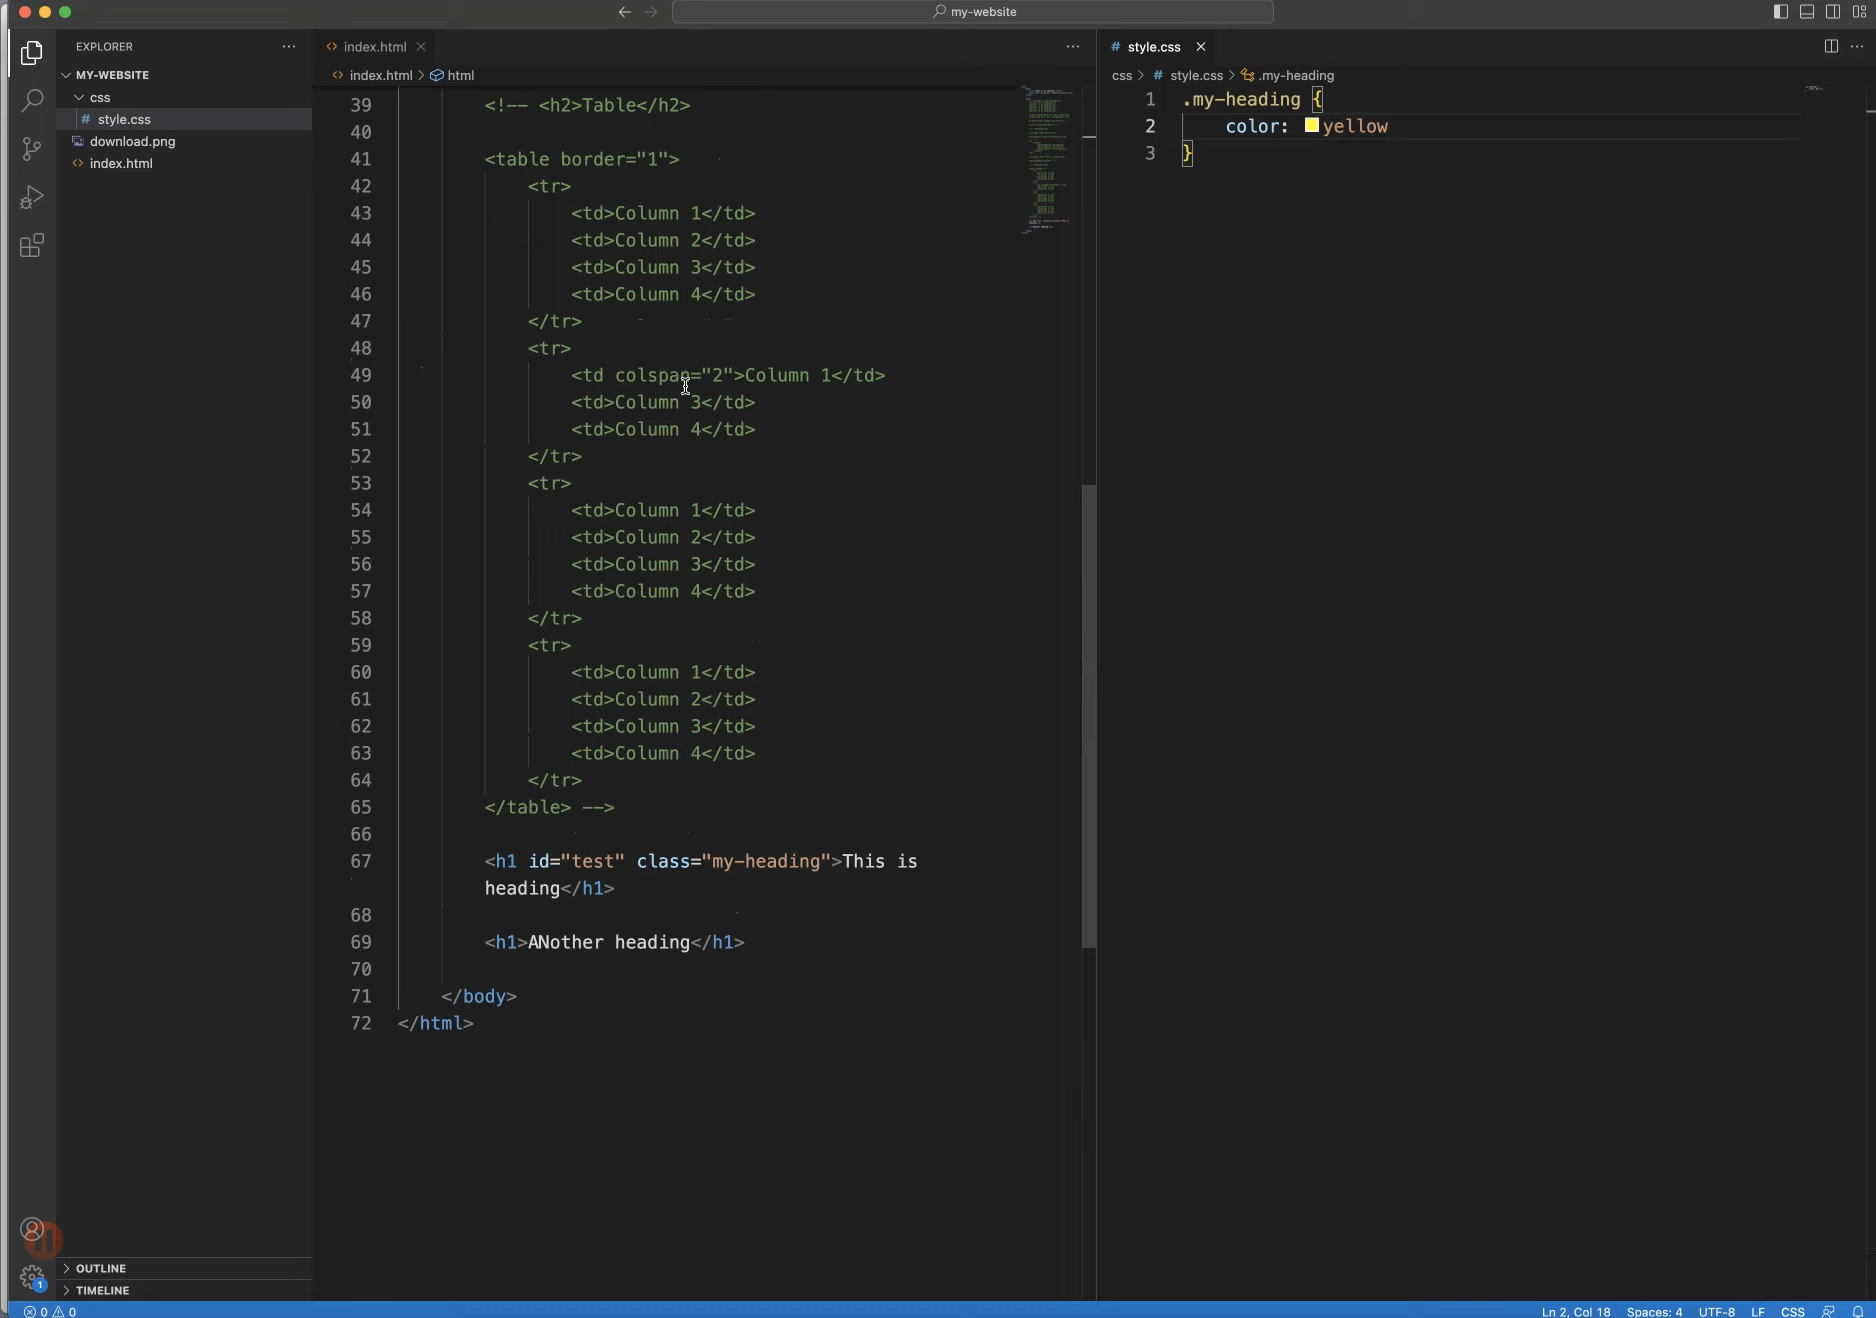 my-website
EXPLORER
MY-WEBSITE
css
# style.css
download.png
<> index.html
OUTLINE
TIMELINE
<> index.html ×
<> index.html > html
39 <!-- <h2>Table</h2>
40
41 <table border="1">
42 <tr>
43 <td>Column 1</td>
44 <td>Column 2</td>
45 <td>Column 3</td>
46 <td>Column 4</td>
47 </tr>
48 <tr>
49 <td colspan="2">Column 1</td>
50 <td>Column 3</td>
51 <td>Column 4</td>
52 </tr>
53 <tr>
54 <td>Column 1</td>
55 <td>Column 2</td>
56 <td>Column 3</td>
57 <td>Column 4</td>
58 </tr>
59 <tr>
60 <td>Column 1</td>
61 <td>Column 2</td>
62 <td>Column 3</td>
63 <td>Column 4</td>
64 </tr>
65 </table> -->
66
67 <h1 id="test" class="my-heading">This is
heading</h1>
68
69 <h1>ANother heading</h1>
70
71 </body>
72 </html>
# style.css ×
css > # style.css > .my-heading
1 .my-heading {
2 color: yellow
3 }
1
0 0
Ln 2, Col 18 Spaces: 4 UTF-8 LF CSS